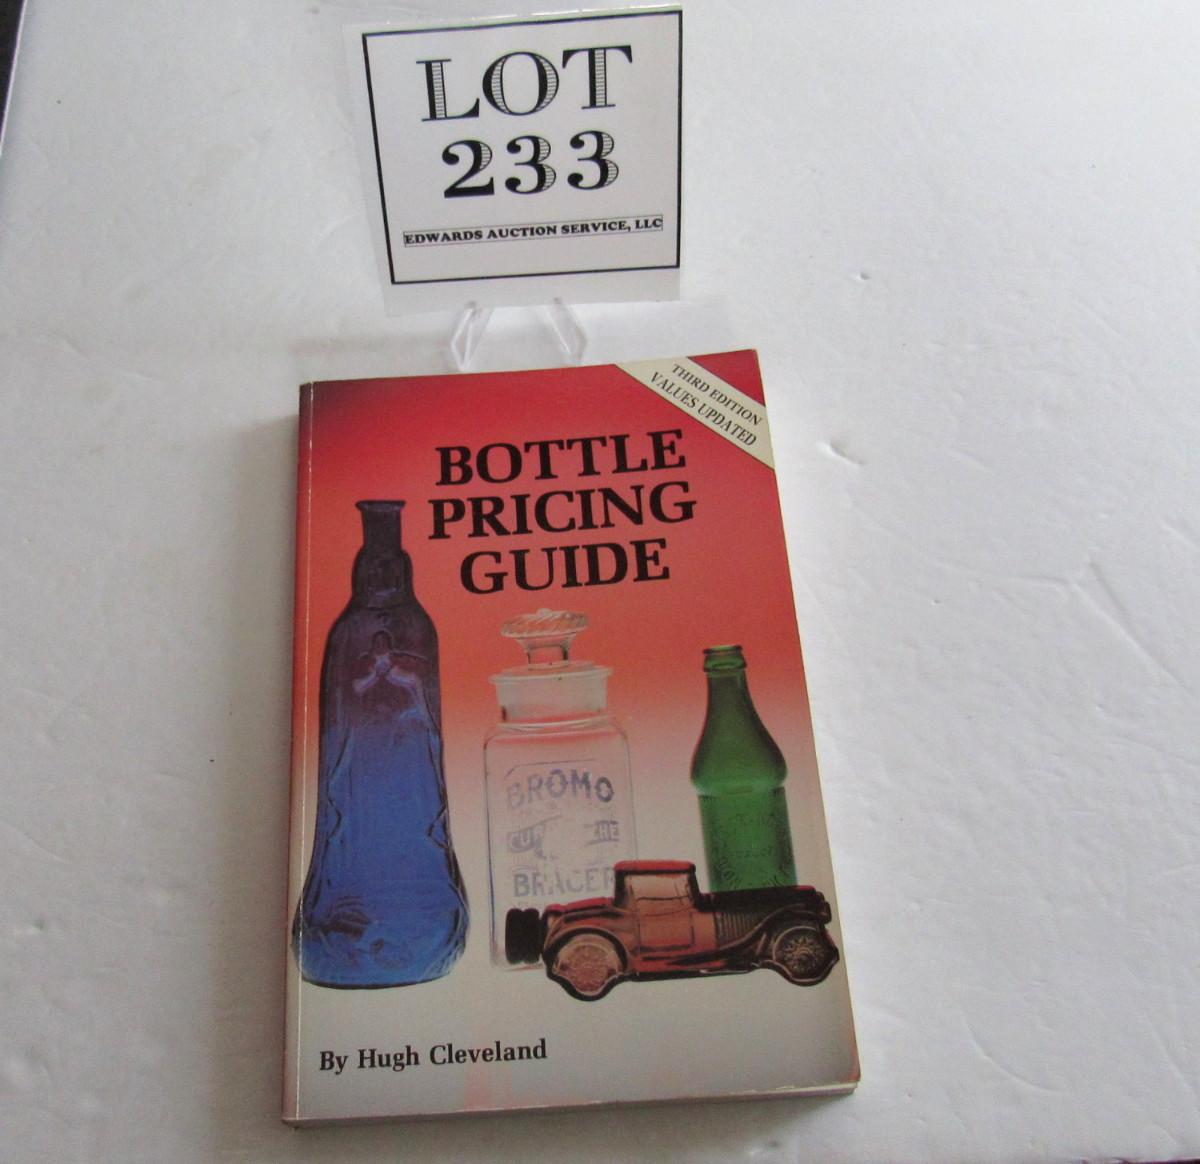 LOT
233
EDWARDS AUCTION SERVICE, LLC
THIRD EDITION
VALUES UPDATED
BOTTLE
PRICING
GUIDE
BROMO
BRACER
By Hugh Cleveland